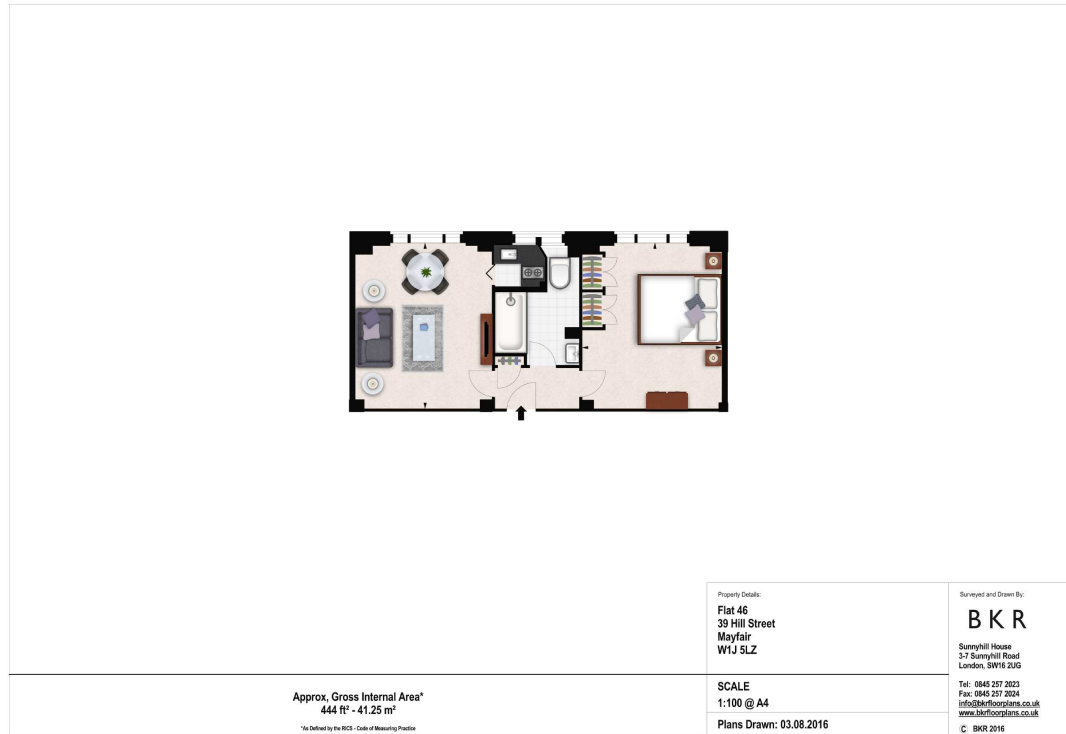 Property Details:
Flat 46
39 Hill Street
Mayfair
W1J 5LZ
SCALE
1:100 @ A4
Plans Drawn: 03.08.2016
Surveyed and Drawn By:
BKR
Sunnyhill House
3-7 Sunnyhill Road
London, SW16 2UG
Tel: 0845 257 2023
Fax: 0845 257 2024
info@bkrfloorplans.co.uk
www.bkrfloorplans.co.uk
© BKR 2016
Approx, Gross Internal Area*
444 ft² - 41.25 m²
*As Defined by the RICS - Code of Measuring Practice